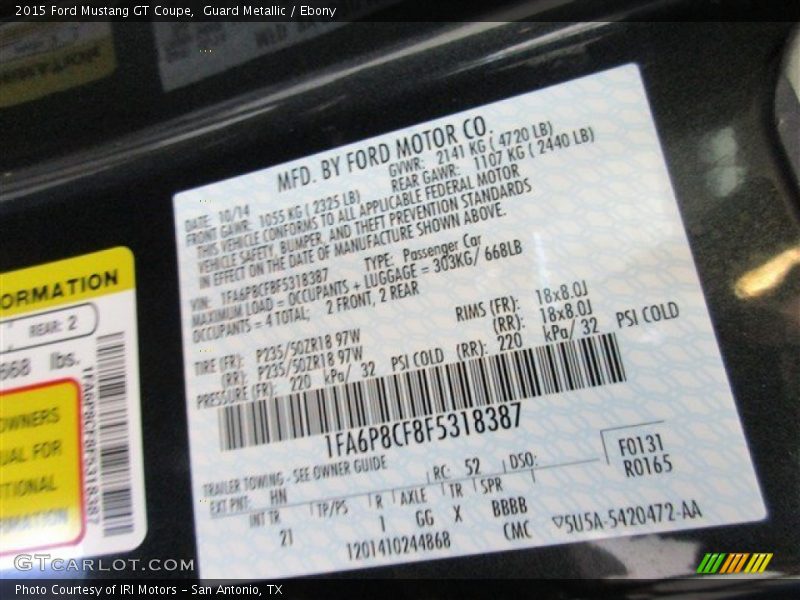 2015 Ford Mustang GT Coupe, Guard Metallic / Ebony
MFD. BY FORD MOTOR CO.
DATE: 10/14 GVWR: 2141 KG ( 4720 LB)
FRONT GAWR: 1055 KG ( 2325 LB) REAR GAWR: 1107 KG ( 2440 LB)
THIS VEHICLE CONFORMS TO ALL APPLICABLE FEDERAL MOTOR
VEHICLE SAFETY, BUMPER, AND THEFT PREVENTION STANDARDS
IN EFFECT ON THE DATE OF MANUFACTURE SHOWN ABOVE.
VIN: 1FA6P8CF8F5318387 TYPE: Passenger Car
MAXIMUM LOAD = OCCUPANTS + LUGGAGE = 303KG/ 668LB
OCCUPANTS = 4 TOTAL; 2 FRONT, 2 REAR
TIRE (FR): P235/50ZR18 97W RIMS (FR): 18x8.0J
(RR): P235/50ZR18 97W (RR): 18x8.0J
PRESSURE (FR): 220 kPa/ 32 PSI COLD (RR): 220 kPa/ 32 PSI COLD
1FA6P8CF8F5318387
TRAILER TOWING - SEE OWNER GUIDE
EXT PNT: HN RC: 52 DSO: F0131
R0165
INT TR TP/PS R AXLE TR SPR
21 I GG X BBBB
1201410244868 CMC ▽5U5A-5420472-AA
ORMATION
REAR: 2
668 lbs.
OWNERS
UAL FOR
ITIONAL
RMATION
1FA6P8CF8F5318387
GTCARLOT.COM
Photo Courtesy of IRI Motors – San Antonio, TX